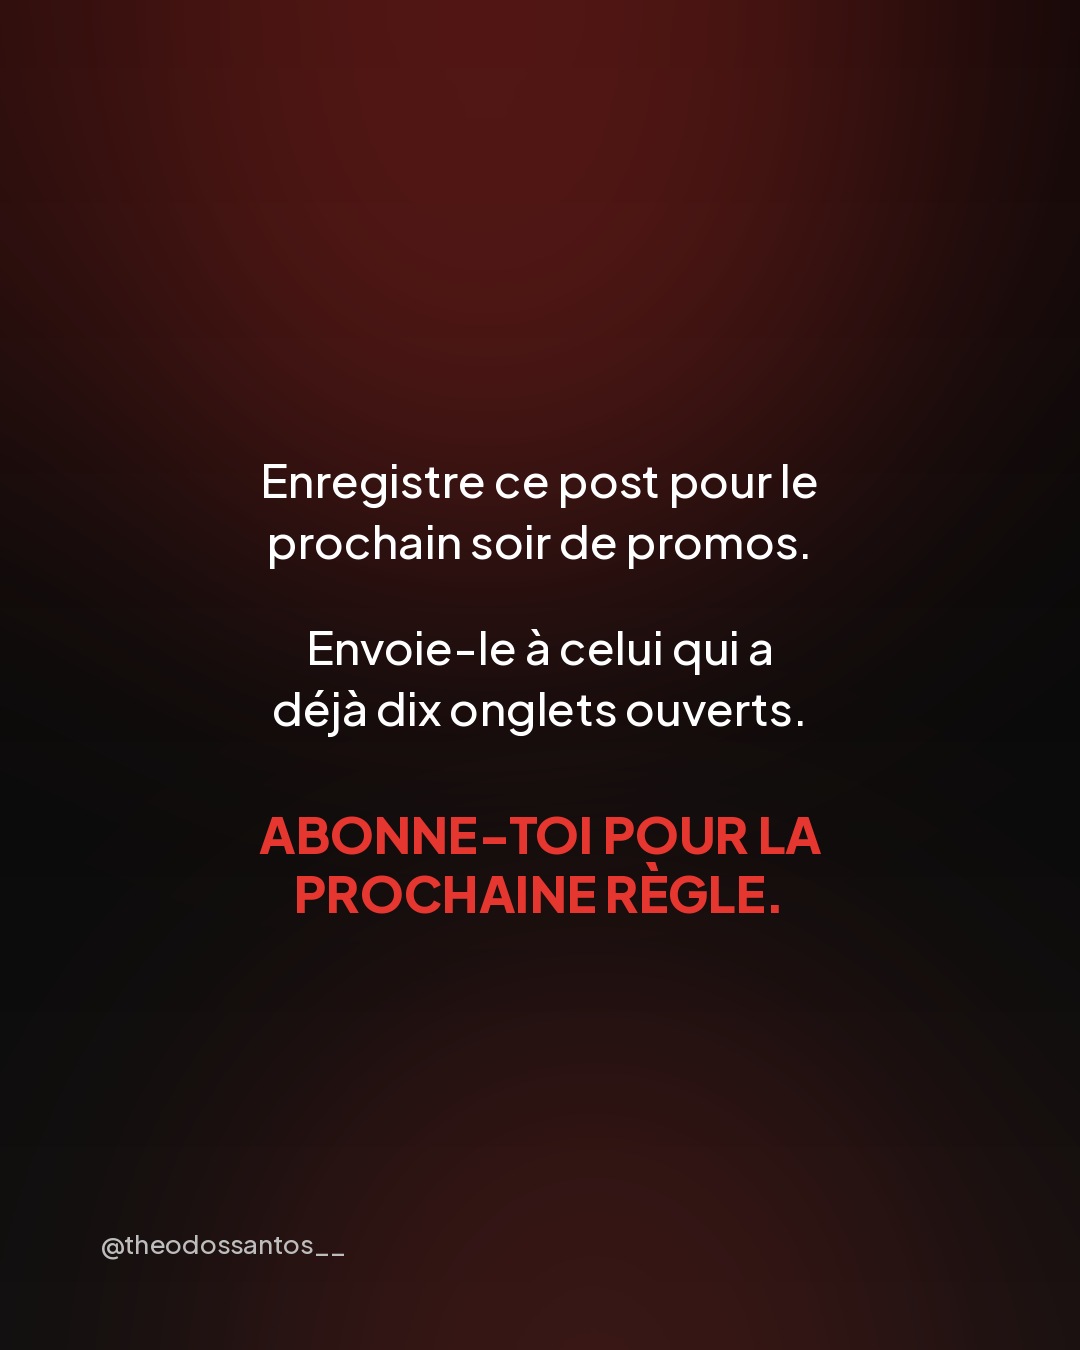 Enregistre ce post pour le
prochain soir de promos.
Envoie-le à celui qui a
déjà dix onglets ouverts.
ABONNE-TOI POUR LA
PROCHAINE RÈGLE.
@theodossantos__